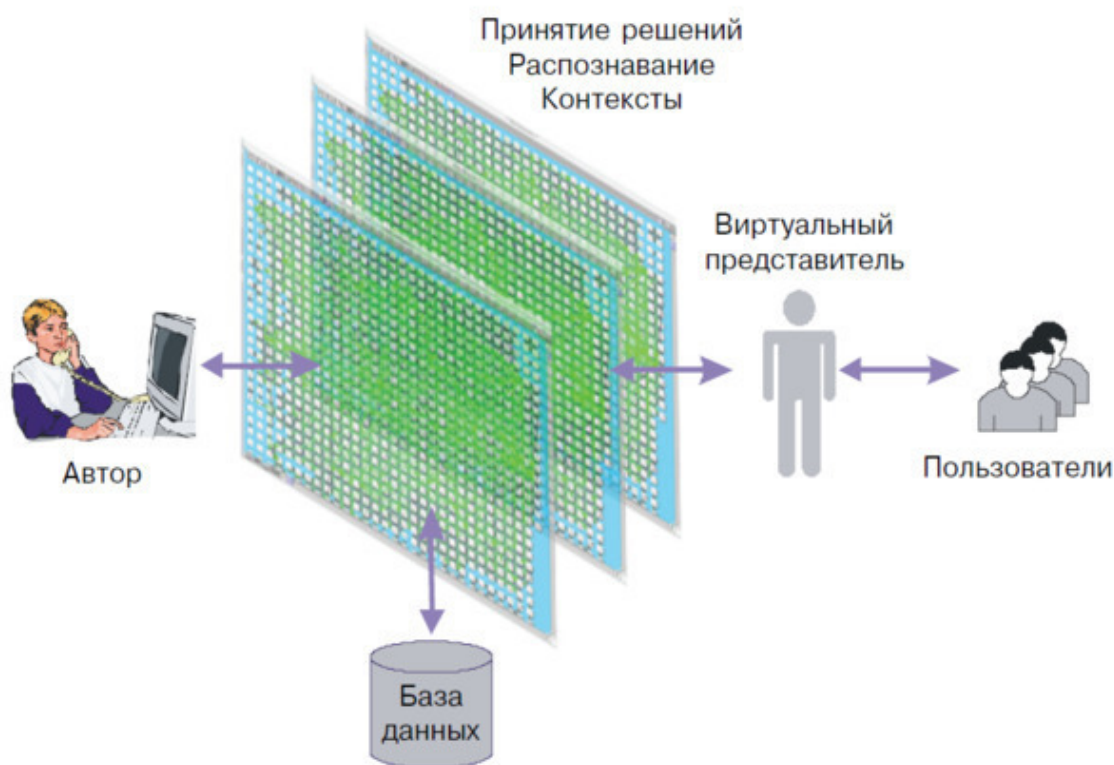 Принятие решений
Распознавание
Контексты
Виртуальный
представитель
Автор
Пользователи
База
данных